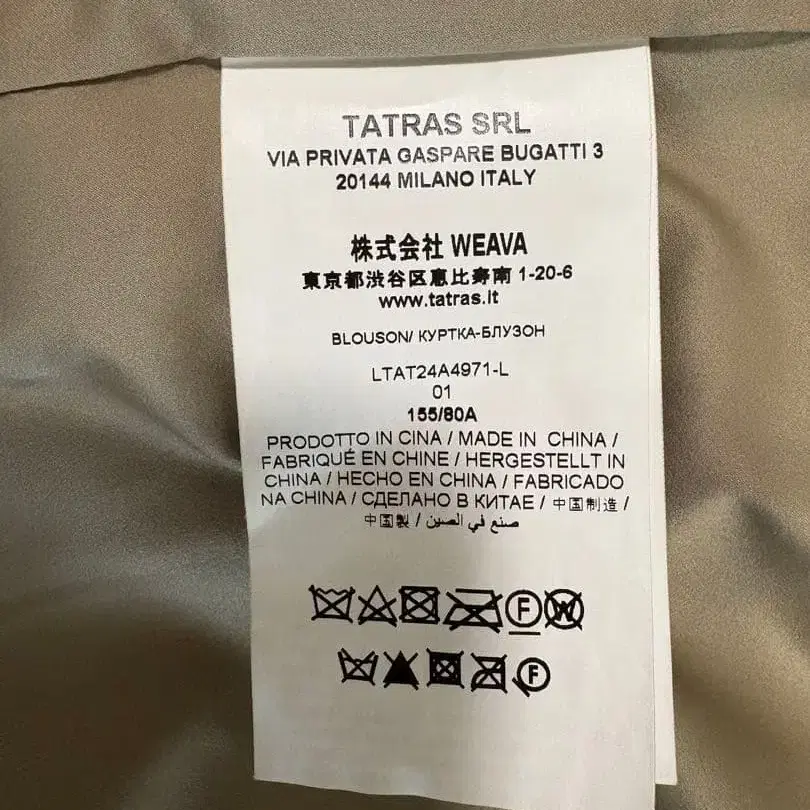 TATRAS SRL
VIA PRIVATA GASPARE BUGATTI 3
20144 MILANO ITALY
株式会社 WEAVA
東京都渋谷区恵比寿南 1-20-6
www.tatras.it
BLOUSON/ КУРТКА-БЛУЗОН
LTAT24A4971-L
01
155/80A
PRODOTTO IN CINA / MADE IN CHINA /
FABRIQUÉ EN CHINE / HERGESTELLT IN
CHINA / HECHO EN CHINA / FABRICADO
NA CHINA / СДЕЛАНО В КИТАЕ / 中国制造 /
中国製 / صنع في الصين
F W
F